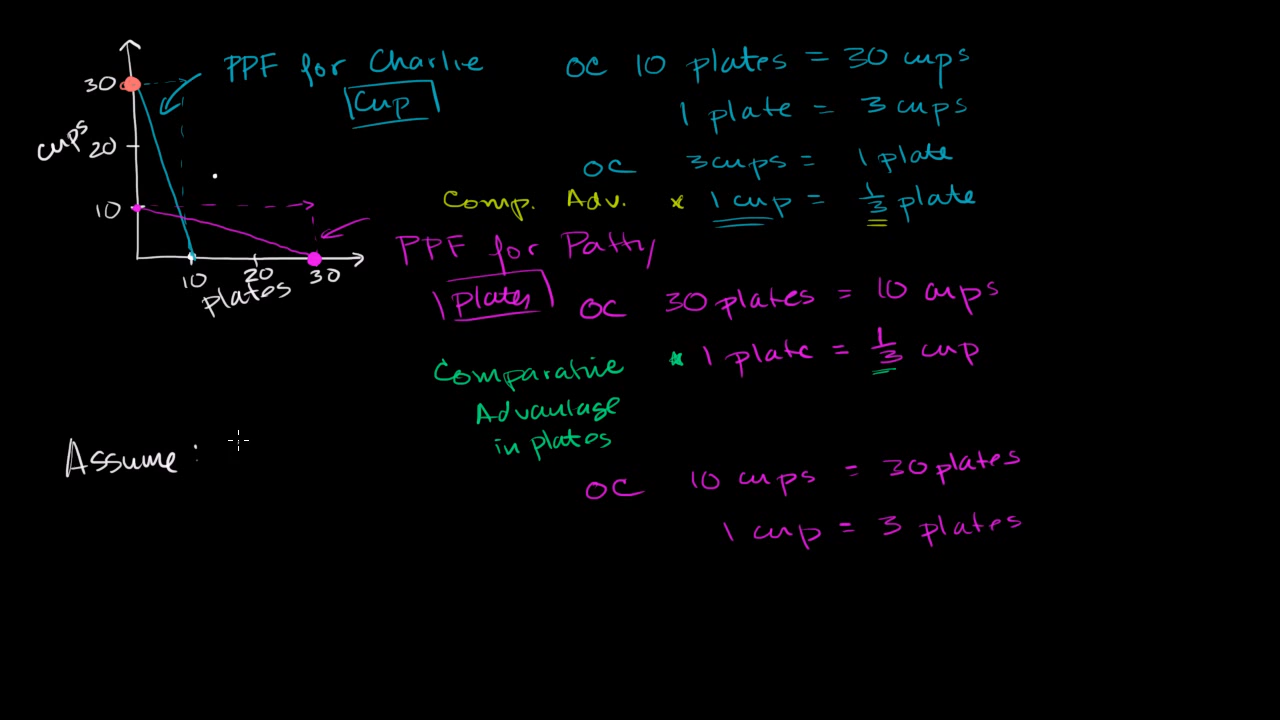 PPF for Charlie
Cup
OC 10 plates = 30 cups
1 plate = 3 cups
OC 3 cups = 1 plate
Comp. Adv. * 1 cup = 1/3 plate
30
cups
20
10
10 20 30
plates
PPF for Patty
plates
OC 30 plates = 10 cups
* 1 plate = 1/3 cup
Comparative
Advantage
in plates
Assume:
OC 10 cups = 30 plates
1 cup = 3 plates